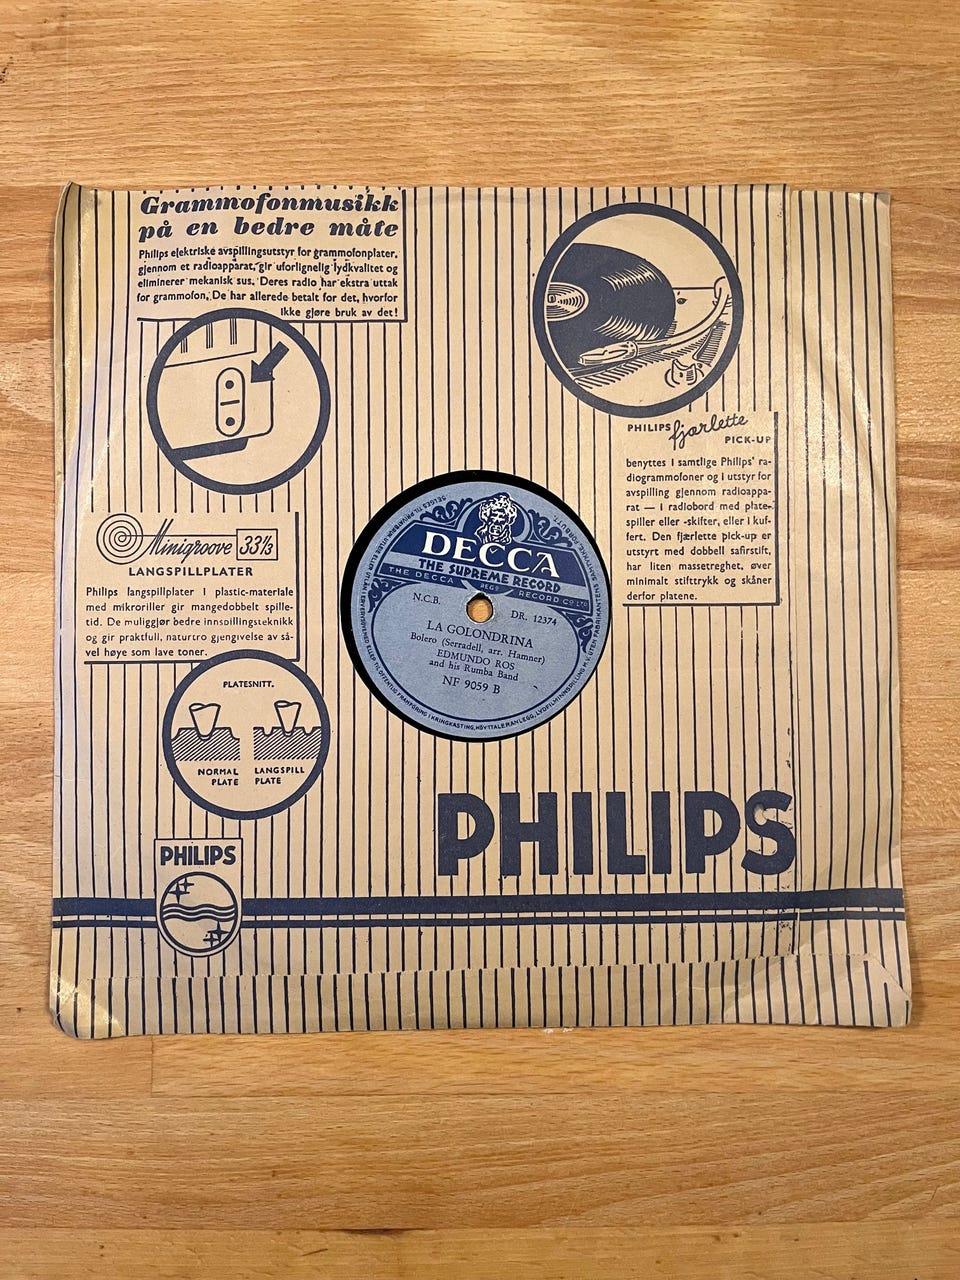 Grammofonmusikk
på en bedre måte
Philips elektriske avspillingsutstyr for grammofonplater,
gjennom et radioapparat, gir uforlignelig lydkvalitet og
eliminerer mekanisk sus. Deres radio har ekstra uttak
for grammofon. De har allerede betalt for det, hvorfor
ikke gjøre bruk av det!
PHILIPS fjærlette
PICK-UP
benyttes i samtlige Philips' ra-
diogrammofoner og i utstyr for
avspilling gjennom radioappa-
rat — i radiobord med plate-
spiller eller -skifter, eller i kuf-
fert. Den fjærlette pick-up er
utstyrt med dobbell safirstift,
har liten massetreghet, øver
minimalt stifttrykk og skåner
derfor platene.
Minigroove 33⅓
LANGSPILLPLATER
Philips langspillplater i plastic-materiale
med mikroriller gir mangedobbelt spille-
tid. De muliggjør bedre innspillingsteknikk
og gir praktfull, naturtro gjengivelse av så-
vel høye som lave toner.
PLATESNITT.
NORMAL
PLATE
LANGSPILL
PLATE
DECCA
THE SUPREME RECORD
THE DECCA REGD RECORD CO LTD
N.C.B.
DR. 12374
LA GOLONDRINA
Bolero (Serradell, arr. Hamner)
EDMUNDO ROS
and his Rumba Band
NF 9059 B
PHILIPS
PHILIPS